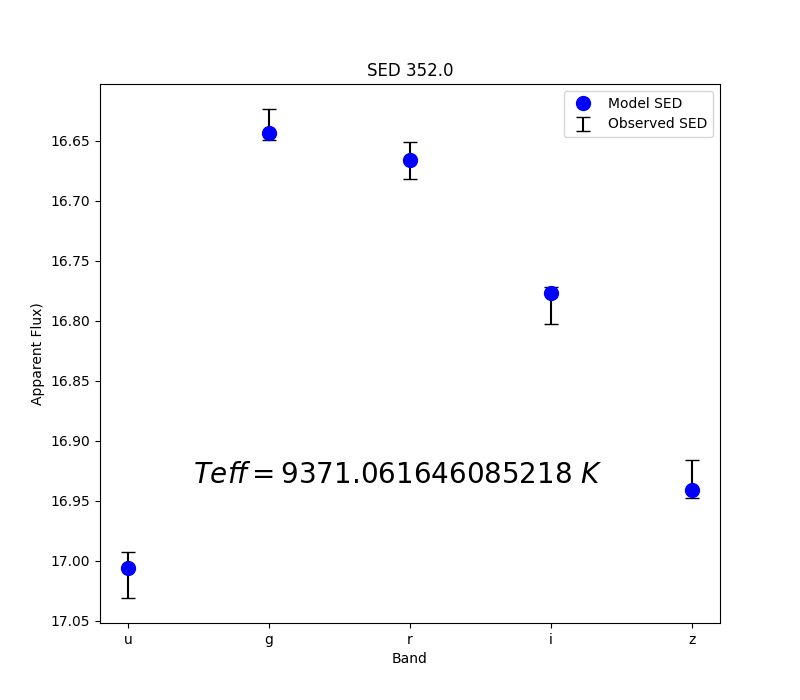 SED 352.0
Model SED
Observed SED
16.65
16.70
16.75
16.80
16.85
16.90
16.95
17.00
17.05
Apparent Flux)
Teff = 9371.061646085218 K
u g r i z
Band